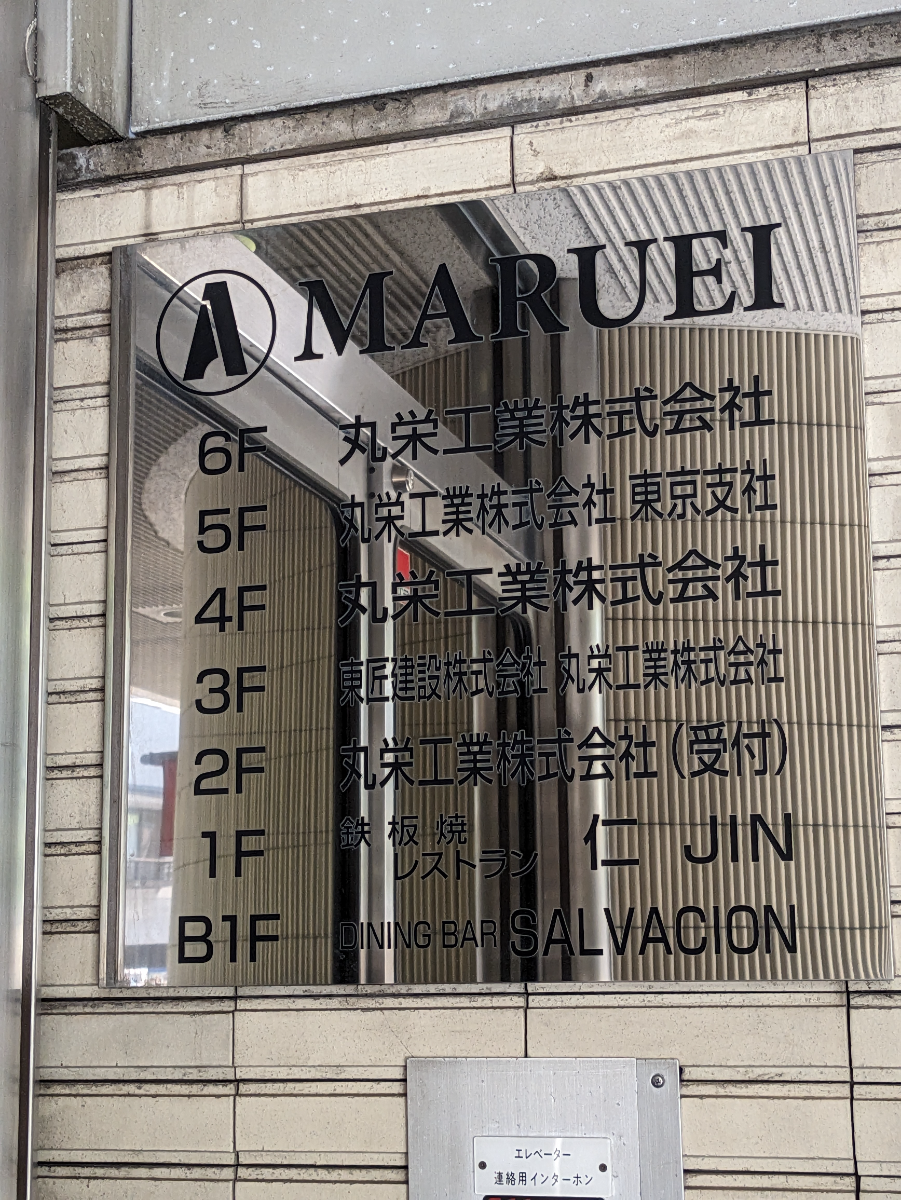 MARUEI
6F 丸栄工業株式会社
5F 丸栄工業株式会社 東京支社
4F 丸栄工業株式会社
3F 東匠建設株式会社 丸栄工業株式会社
2F 丸栄工業株式会社(受付)
1F 鉄板焼 レストラン 仁 JIN
B1F DINING BAR SALVACION
エレベーター
連絡用インターホン